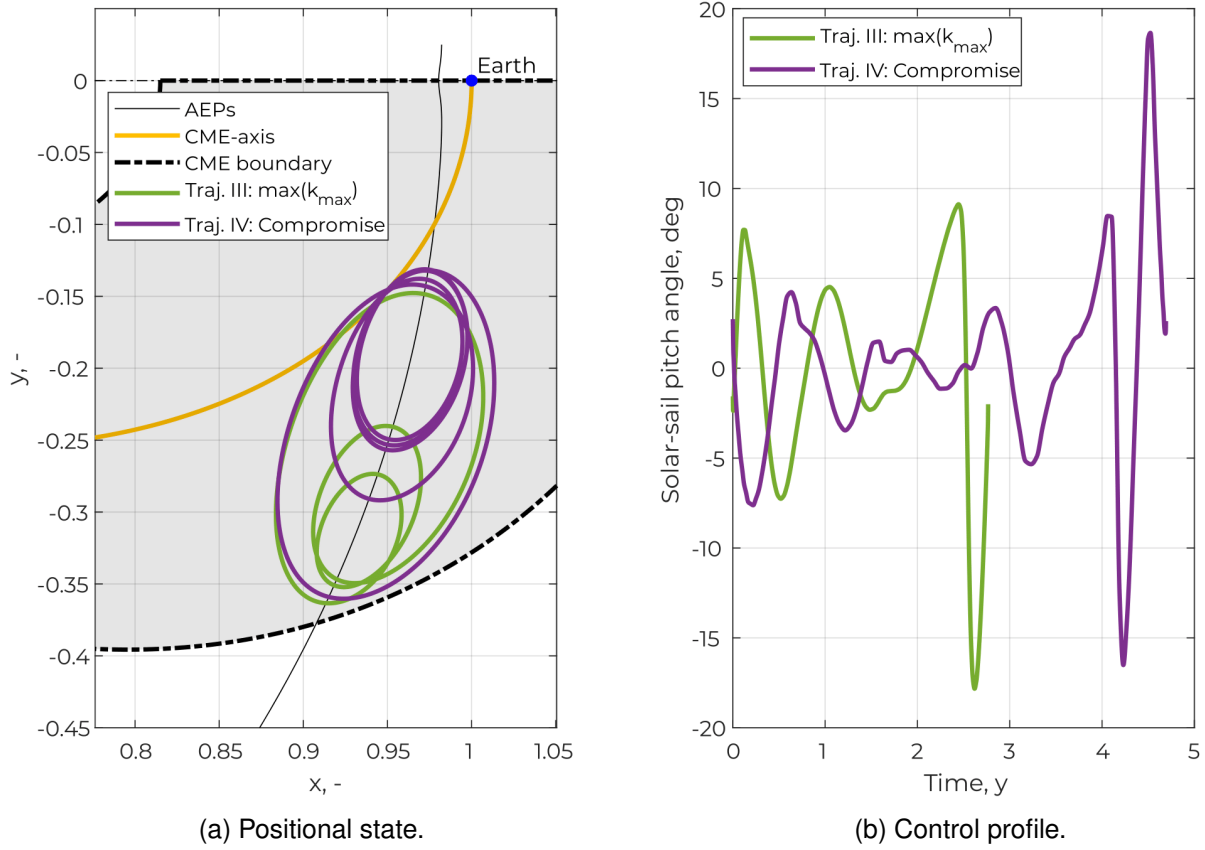 Earth
AEPs
CME-axis
CME boundary
Traj. III: max(k_max)
Traj. IV: Compromise
0
-0.05
-0.1
-0.15
-0.2
-0.25
-0.3
-0.35
-0.4
-0.45
y, -
0.8 0.85 0.9 0.95 1 1.05
x, -
(a) Positional state.
Traj. III: max(k_max)
Traj. IV: Compromise
20
15
10
5
0
-5
-10
-15
-20
Solar-sail pitch angle, deg
0 1 2 3 4 5
Time, y
(b) Control profile.